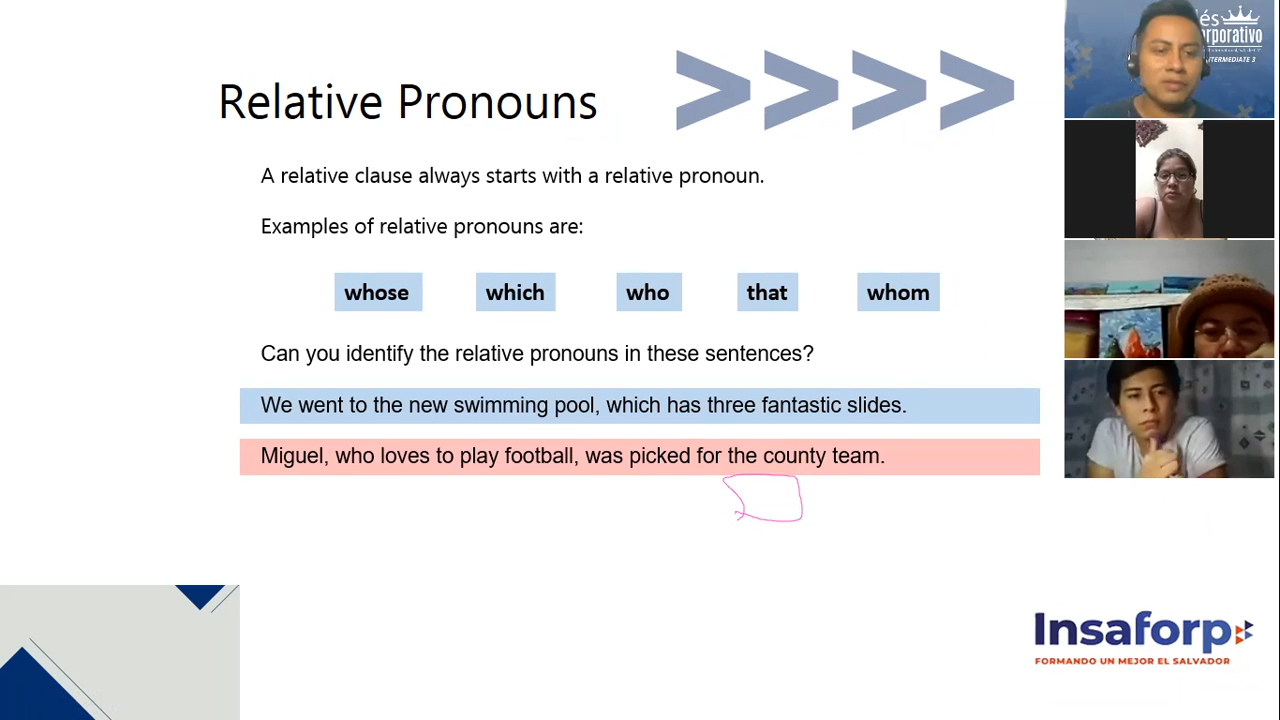 Relative Pronouns
A relative clause always starts with a relative pronoun.
Examples of relative pronouns are:
whose which who that whom
Can you identify the relative pronouns in these sentences?
We went to the new swimming pool, which has three fantastic slides.
Miguel, who loves to play football, was picked for the county team.
Insaforp
FORMANDO UN MEJOR EL SALVADOR
és
rporativo
TERMEDIATE 3